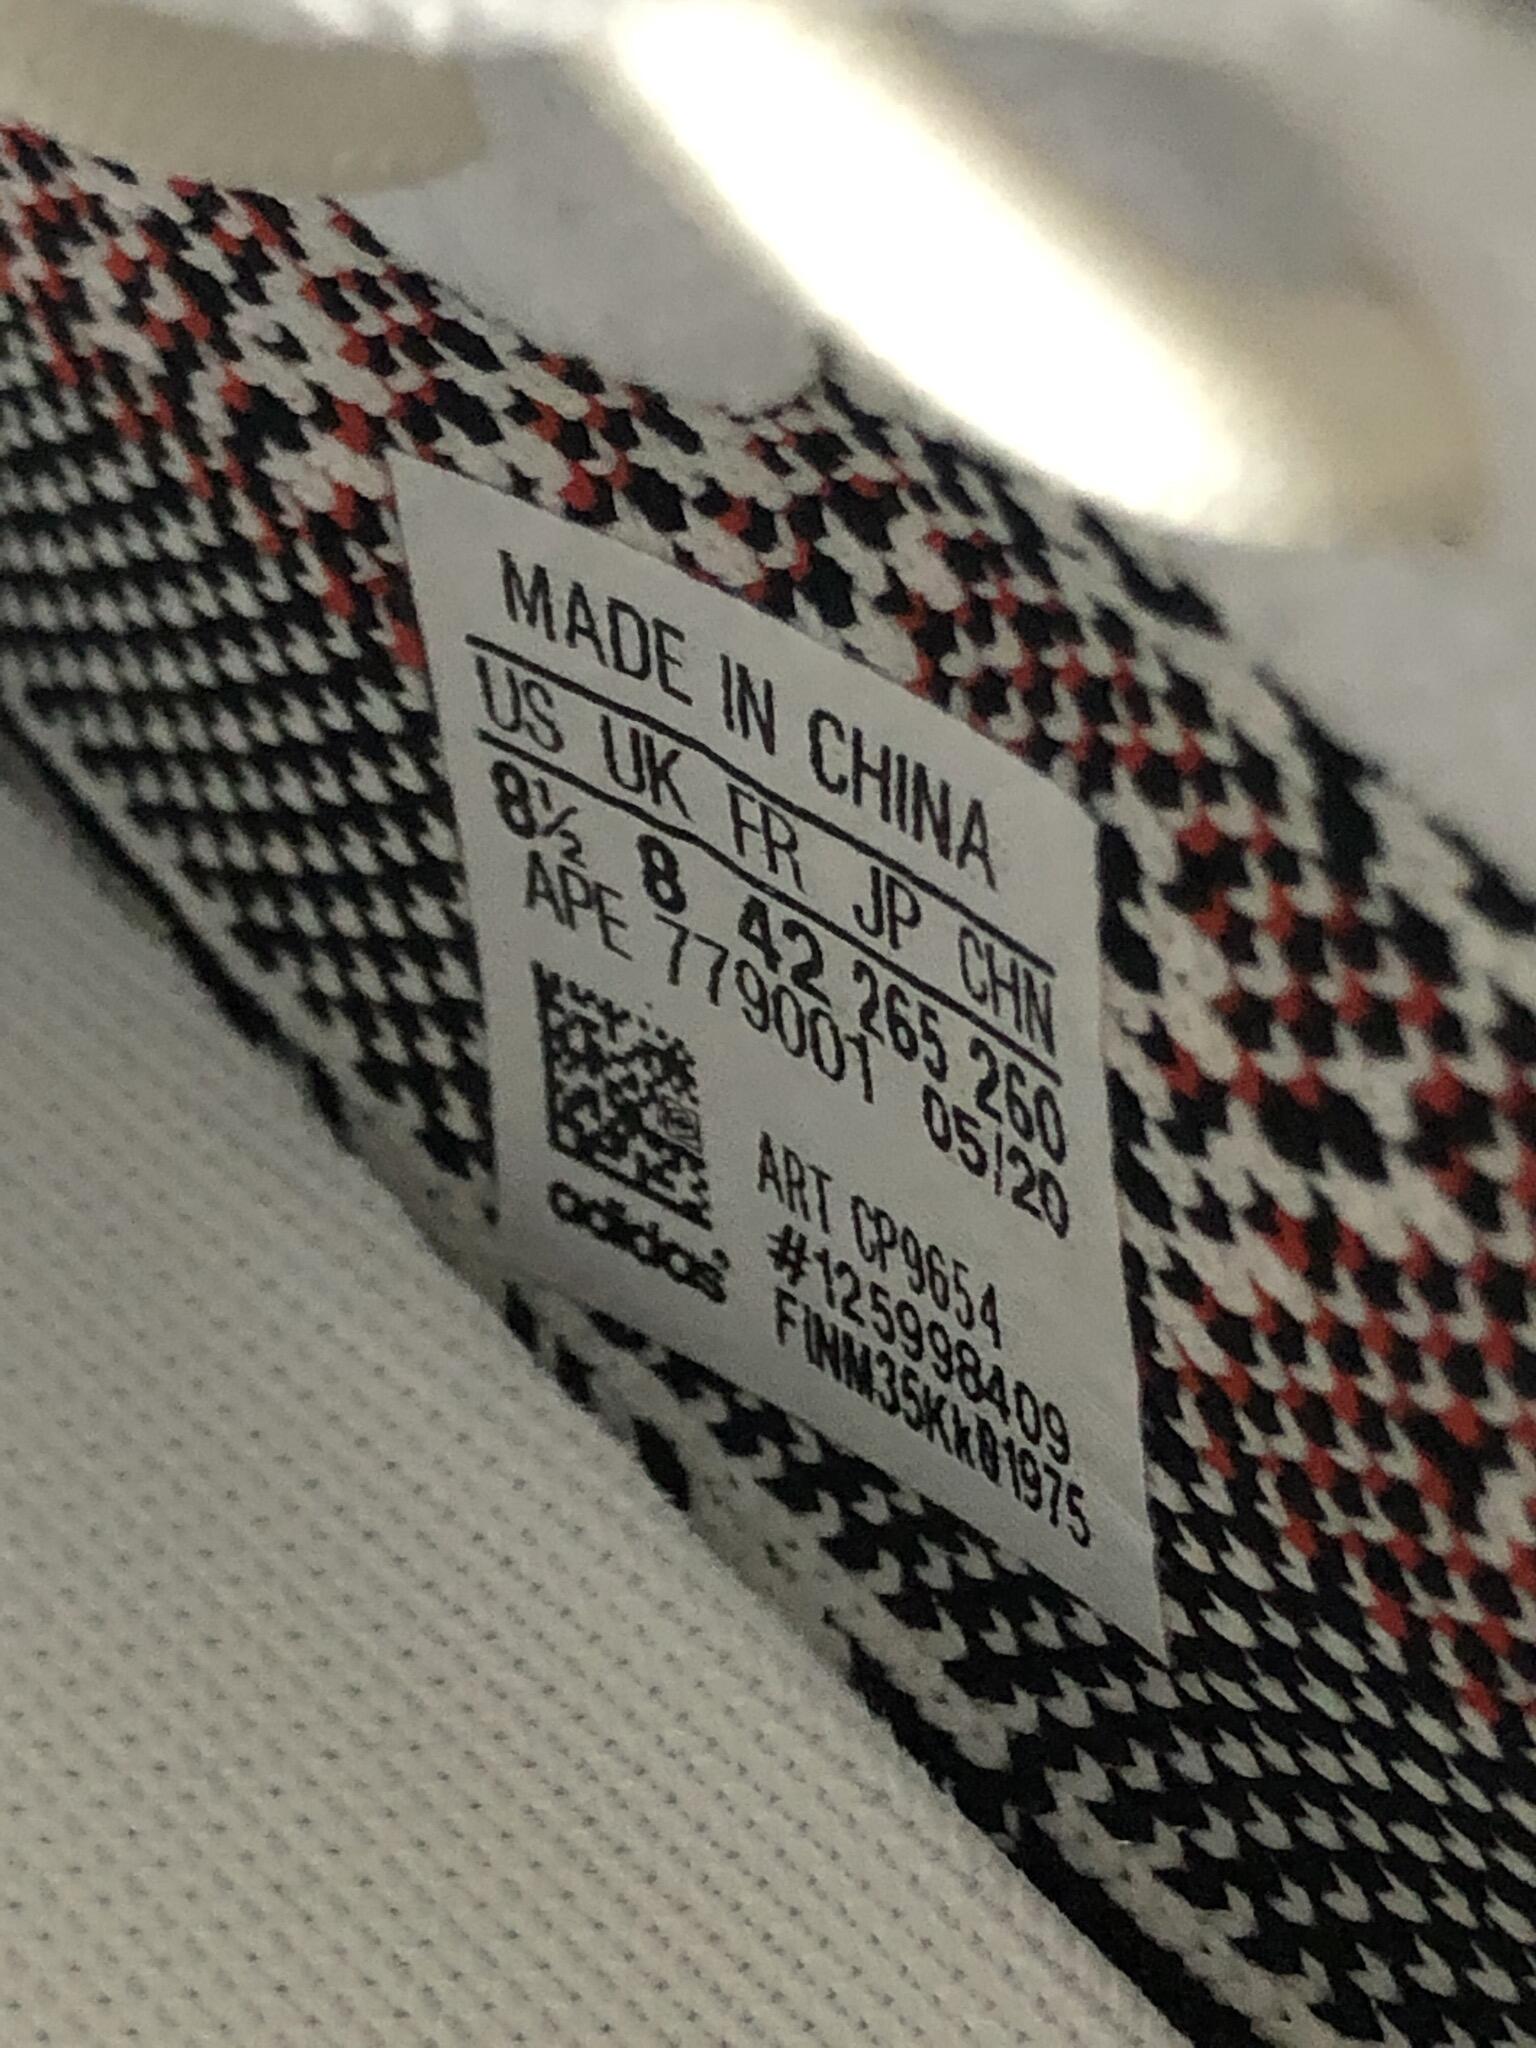 MADE IN CHINA
US UK FR JP CHN
8½ 8 42 265 260
APE 779001 05/20
ART CP9654
#1259998409
FINM35Kk01975
adidas